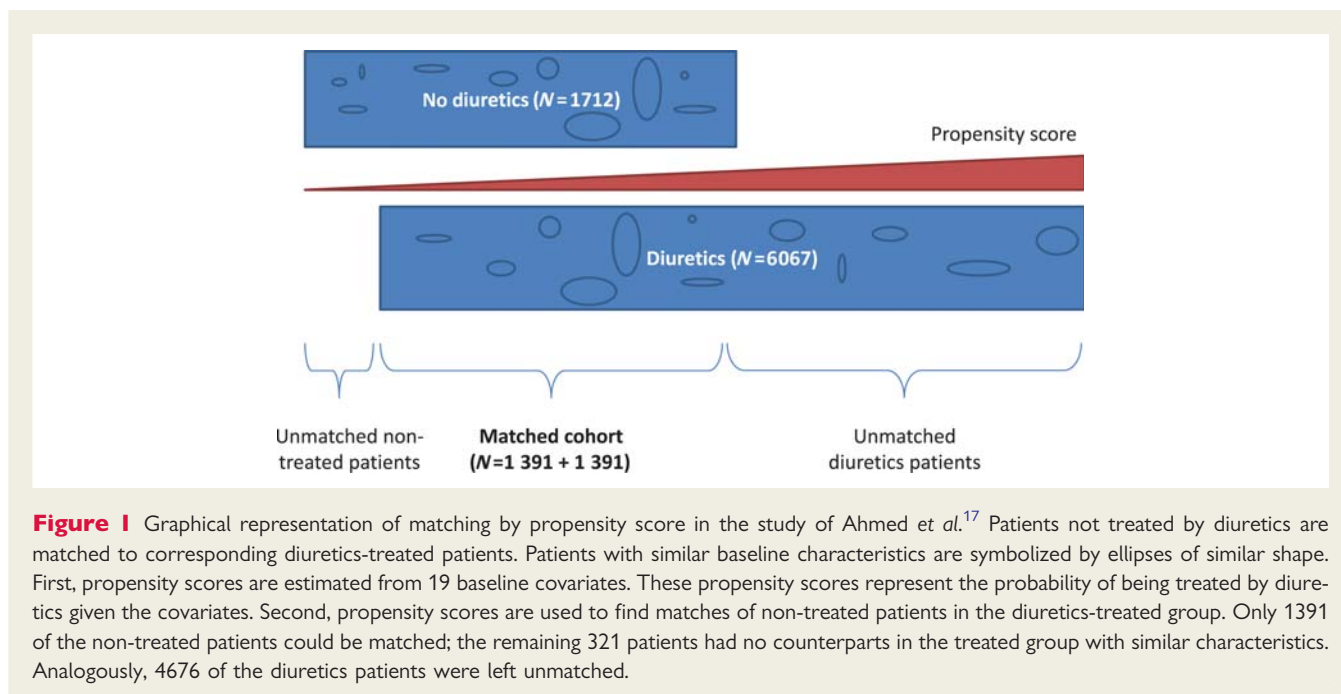 No diuretics (N=1712)
Propensity score
Diuretics (N=6067)
Unmatched non-
treated patients
Matched cohort
(N=1 391 + 1 391)
Unmatched
diuretics patients
Figure 1 Graphical representation of matching by propensity score in the study of Ahmed et al.17 Patients not treated by diuretics are
matched to corresponding diuretics-treated patients. Patients with similar baseline characteristics are symbolized by ellipses of similar shape.
First, propensity scores are estimated from 19 baseline covariates. These propensity scores represent the probability of being treated by diure-
tics given the covariates. Second, propensity scores are used to find matches of non-treated patients in the diuretics-treated group. Only 1391
of the non-treated patients could be matched; the remaining 321 patients had no counterparts in the treated group with similar characteristics.
Analogously, 4676 of the diuretics patients were left unmatched.